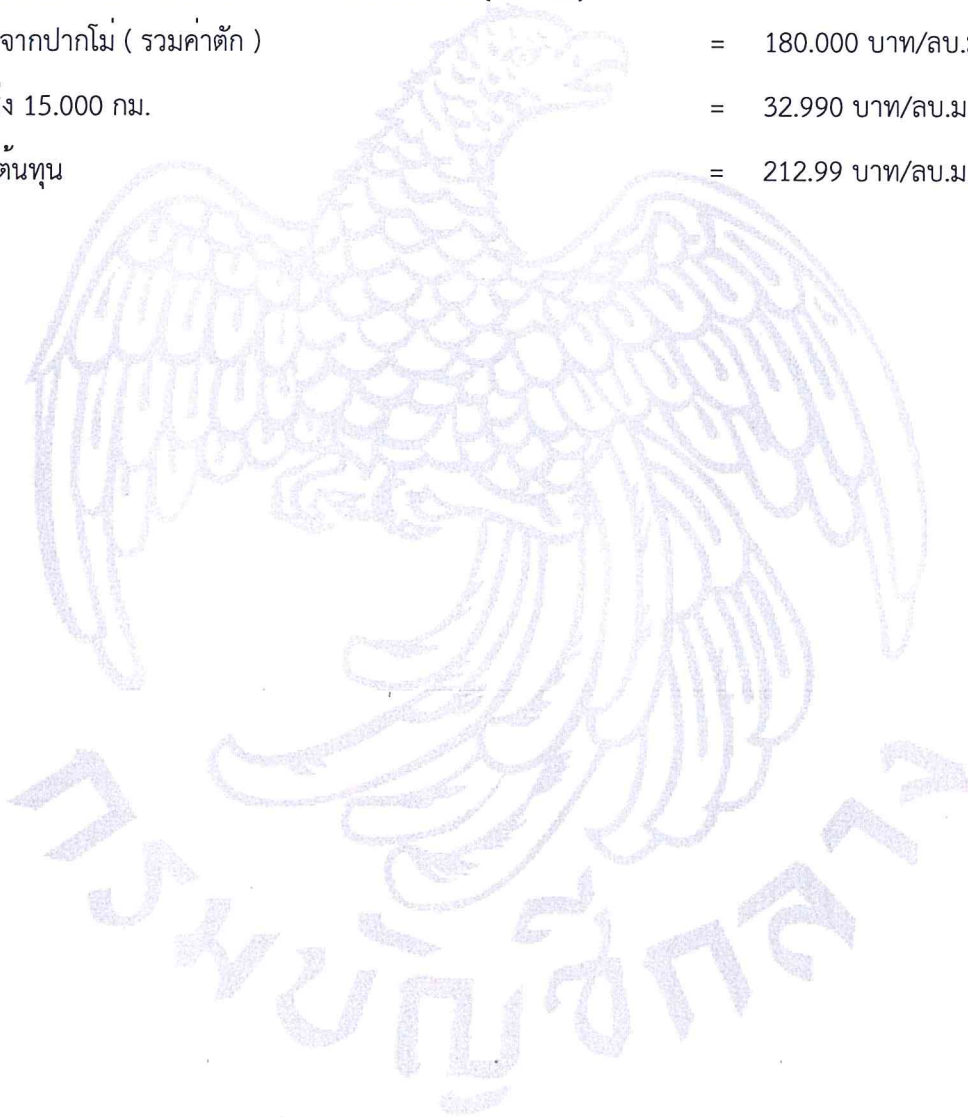 จากปากโม่ ( รวมค่าตัก ) = 180.000 บาท/ลบ.
15.000 กม. = 32.990 บาท/ลบ.ม
ต้นทุน = 212.99 บาท/ลบ.ม
กรมบัญชีกลาง